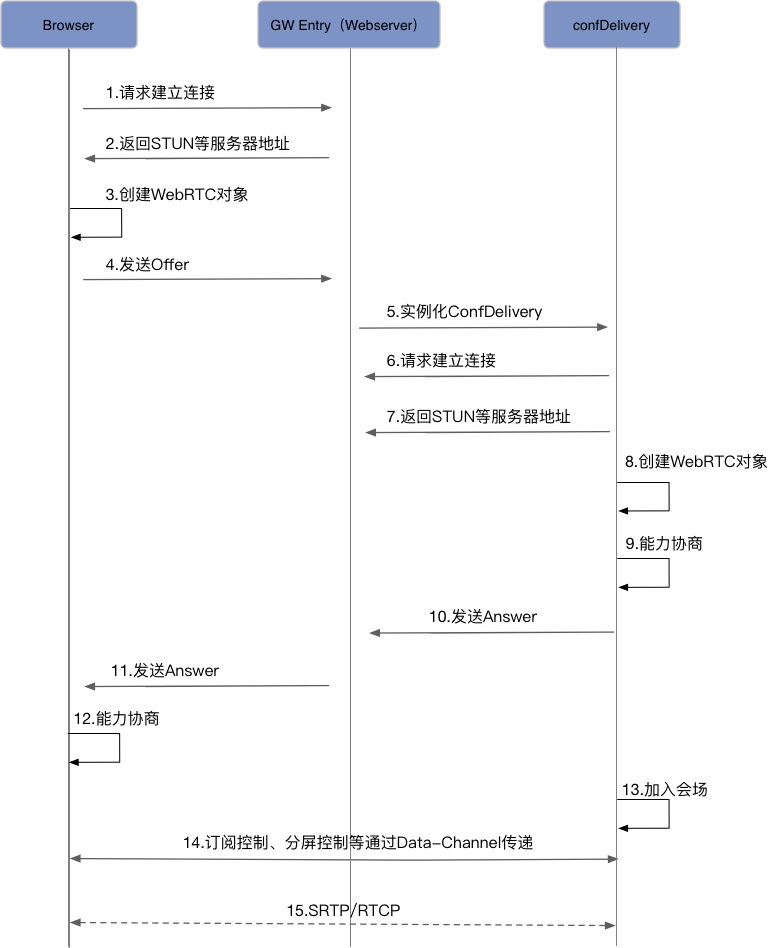 Browser
GW Entry（Webserver）
confDelivery
1.请求建立连接
2.返回STUN等服务器地址
3.创建WebRTC对象
4.发送Offer
5.实例化ConfDelivery
6.请求建立连接
7.返回STUN等服务器地址
8.创建WebRTC对象
9.能力协商
10.发送Answer
11.发送Answer
12.能力协商
13.加入会场
14.订阅控制、分屏控制等通过Data-Channel传递
15.SRTP/RTCP